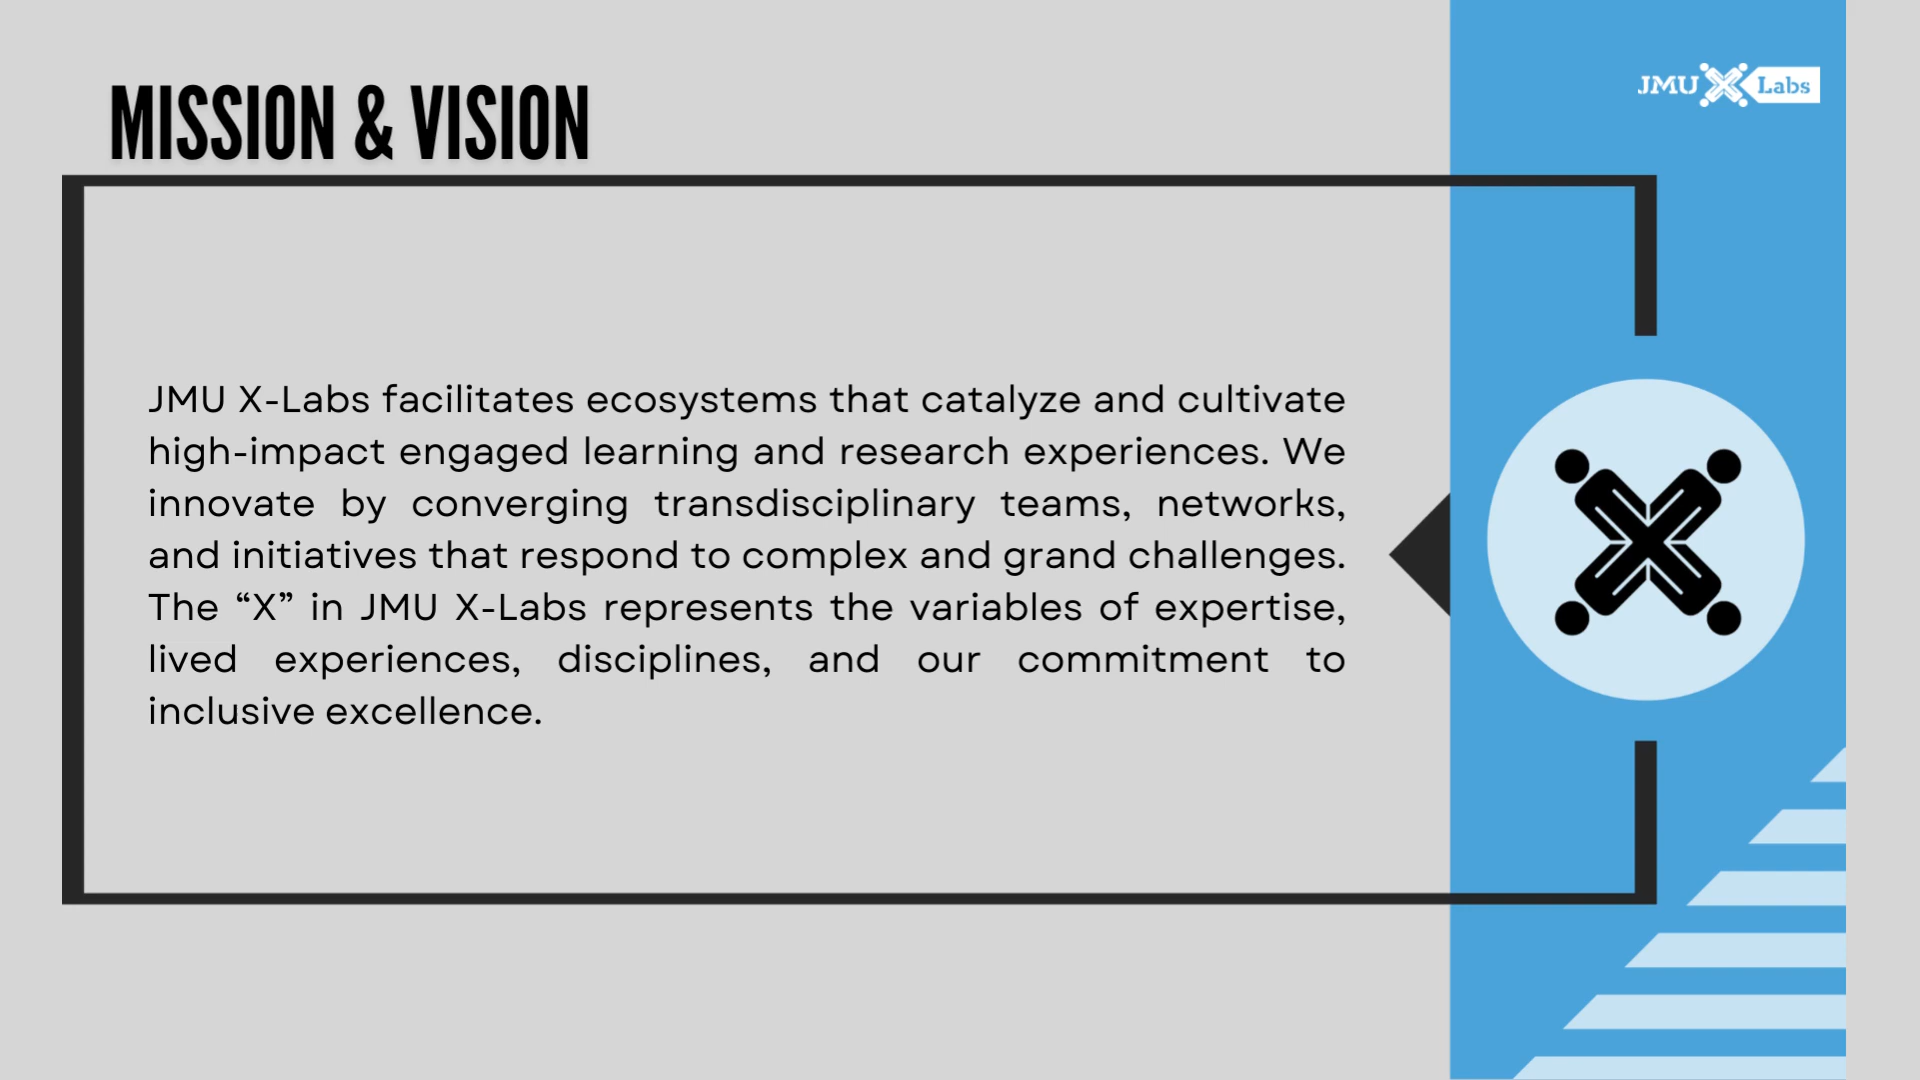 MISSION & VISION
JMU X Labs
JMU X-Labs facilitates ecosystems that catalyze and cultivate
high-impact engaged learning and research experiences. We
innovate by converging transdisciplinary teams, networks,
and initiatives that respond to complex and grand challenges.
The “X” in JMU X-Labs represents the variables of expertise,
lived experiences, disciplines, and our commitment to
inclusive excellence.